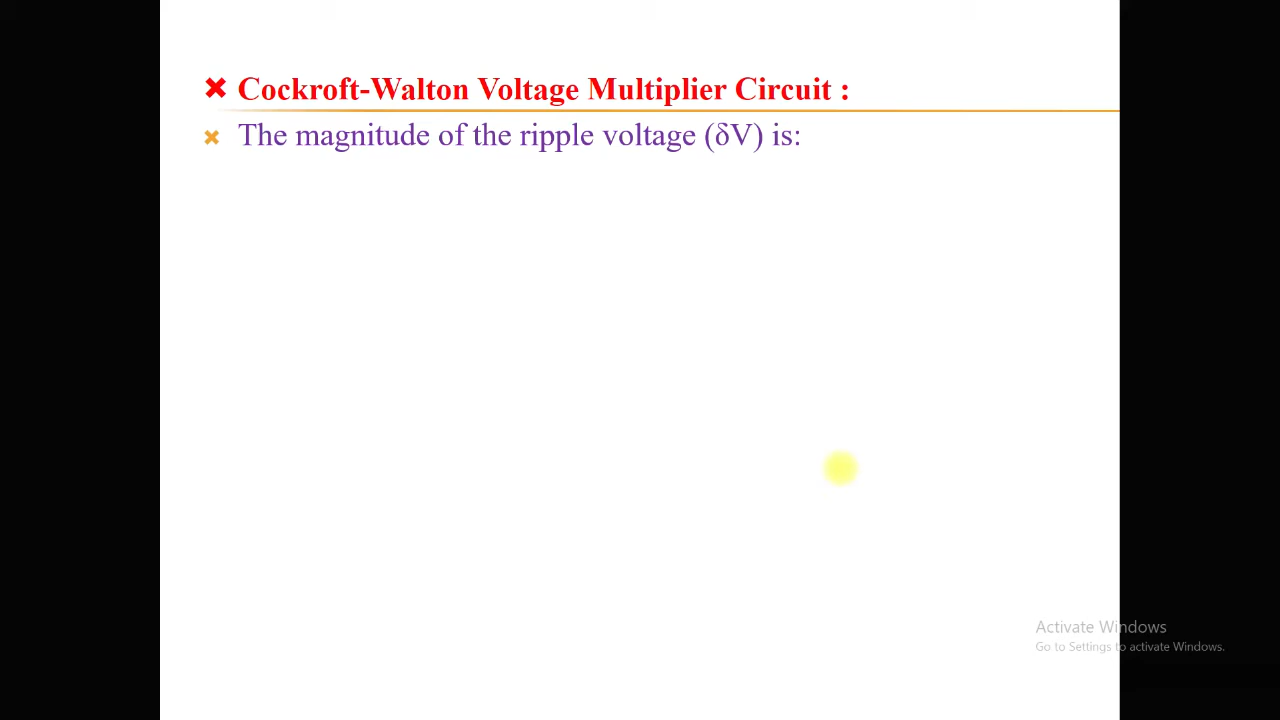 ✖ Cockroft-Walton Voltage Multiplier Circuit :
✖ The magnitude of the ripple voltage (δV) is:
Activate Windows
Go to Settings to activate Windows.